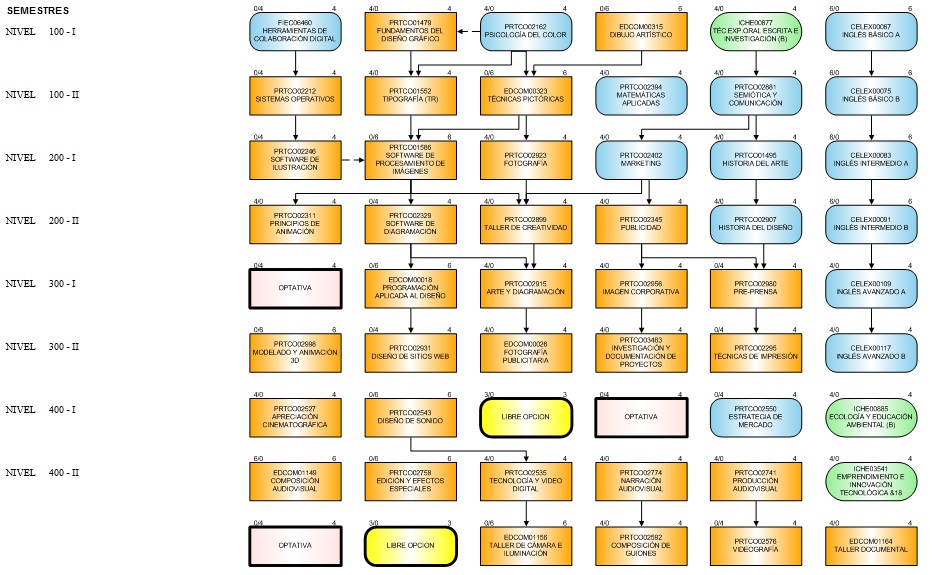 SEMESTRES
NIVEL 100 - I
0/4 4
FIEC06460
HERRAMIENTAS DE
COLABORACIÓN DIGITAL
4/0 4
PRTCO01479
FUNDAMENTOS DEL
DISEÑO GRÁFICO
4/0 4
PRTCO02162
PSICOLOGÍA DEL COLOR
0/6 6
EDCOM00315
DIBUJO ARTÍSTICO
4/0 4
ICHE00877
TÉC.EXP.ORAL ESCRITA E
INVESTIGACIÓN (B)
6/0 6
CELEX00067
INGLÉS BÁSICO A
NIVEL 100 - II
0/4 4
PRTCO02212
SISTEMAS OPERATIVOS
4/0 4
PRTCO01552
TIPOGRAFÍA (TR)
0/6 6
EDCOM00323
TÉCNICAS PICTÓRICAS
4/0 4
PRTCO02394
MATEMÁTICAS
APLICADAS
4/0 4
PRTCO02881
SEMIÓTICA Y
COMUNICACIÓN
6/0 6
CELEX00075
INGLÉS BÁSICO B
NIVEL 200 - I
0/4 4
PRTCO02246
SOFTWARE DE
ILUSTRACIÓN
0/6 6
PRTCO01586
SOFTWARE DE
PROCESAMIENTO DE
IMÁGENES
4/0 4
PRTCO02923
FOTOGRAFÍA
4/0 4
PRTCO02402
MARKETING
4/0 4
PRTCO01495
HISTORIA DEL ARTE
6/0 6
CELEX00083
INGLÉS INTERMEDIO A
NIVEL 200 - II
4/0 4
PRTCO02311
PRINCIPIOS DE
ANIMACIÓN
0/4 4
PRTCO02329
SOFTWARE DE
DIAGRAMACIÓN
4/0 4
PRTCO02899
TALLER DE CREATIVIDAD
4/0 4
PRTCO02345
PUBLICIDAD
4/0 4
PRTCO02907
HISTORIA DEL DISEÑO
6/0 6
CELEX00091
INGLÉS INTERMEDIO B
NIVEL 300 - I
0/4 4
OPTATIVA
0/6 6
EDCOM00018
PROGRAMACIÓN
APLICADA AL DISEÑO
4/0 4
PRTCO02915
ARTE Y DIAGRAMACIÓN
4/0 4
PRTCO02956
IMAGEN CORPORATIVA
4/0 4
PRTCO02980
PRE-PRENSA
6/0 6
CELEX00109
INGLÉS AVANZADO A
NIVEL 300 - II
0/6 6
PRTCO02998
MODELADO Y ANIMACIÓN
3D
0/4 4
PRTCO02931
DISEÑO DE SITIOS WEB
4/0 4
EDCOM00026
FOTOGRAFÍA
PUBLICITARIA
4/0 4
PRTCO03483
INVESTIGACIÓN Y
DOCUMENTACIÓN DE
PROYECTOS
4/0 4
PRTCO02295
TÉCNICAS DE IMPRESIÓN
6/0 6
CELEX00117
INGLÉS AVANZADO B
NIVEL 400 - I
4/0 4
PRTCO02527
APRECIACIÓN
CINEMATOGRÁFICA
0/4 4
PRTCO02543
DISEÑO DE SONIDO
3/0 3
LIBRE OPCION
0/4 4
OPTATIVA
4/0 4
PRTCO02550
ESTRATEGIA DE
MERCADO
4/0 4
ICHE00885
ECOLOGÍA Y EDUCACIÓN
AMBIENTAL (B)
NIVEL 400 - II
6/0 6
EDCOM01149
COMPOSICIÓN
AUDIOVISUAL
0/6 6
PRTCO02758
EDICIÓN Y EFECTOS
ESPECIALES
0/4 4
PRTCO02535
TECNOLOGÍA Y VIDEO
DIGITAL
4/0 4
PRTCO02774
NARRACIÓN
AUDIOVISUAL
4/0 4
PRTCO02741
PRODUCCIÓN
AUDIOVISUAL
0/4 4
ICHE03541
EMPRENDIMIENTO E
INNOVACIÓN
TECNOLÓGICA &18
0/4 4
OPTATIVA
3/0 3
LIBRE OPCION
0/6 6
EDCOM01156
TALLER DE CÁMARA E
ILUMINACIÓN
0/4 4
PRTCO02592
COMPOSICIÓN DE
GUIONES
0/4 4
PRTCO02576
VIDEOGRAFÍA
0/4 4
EDCOM01164
TALLER DOCUMENTAL